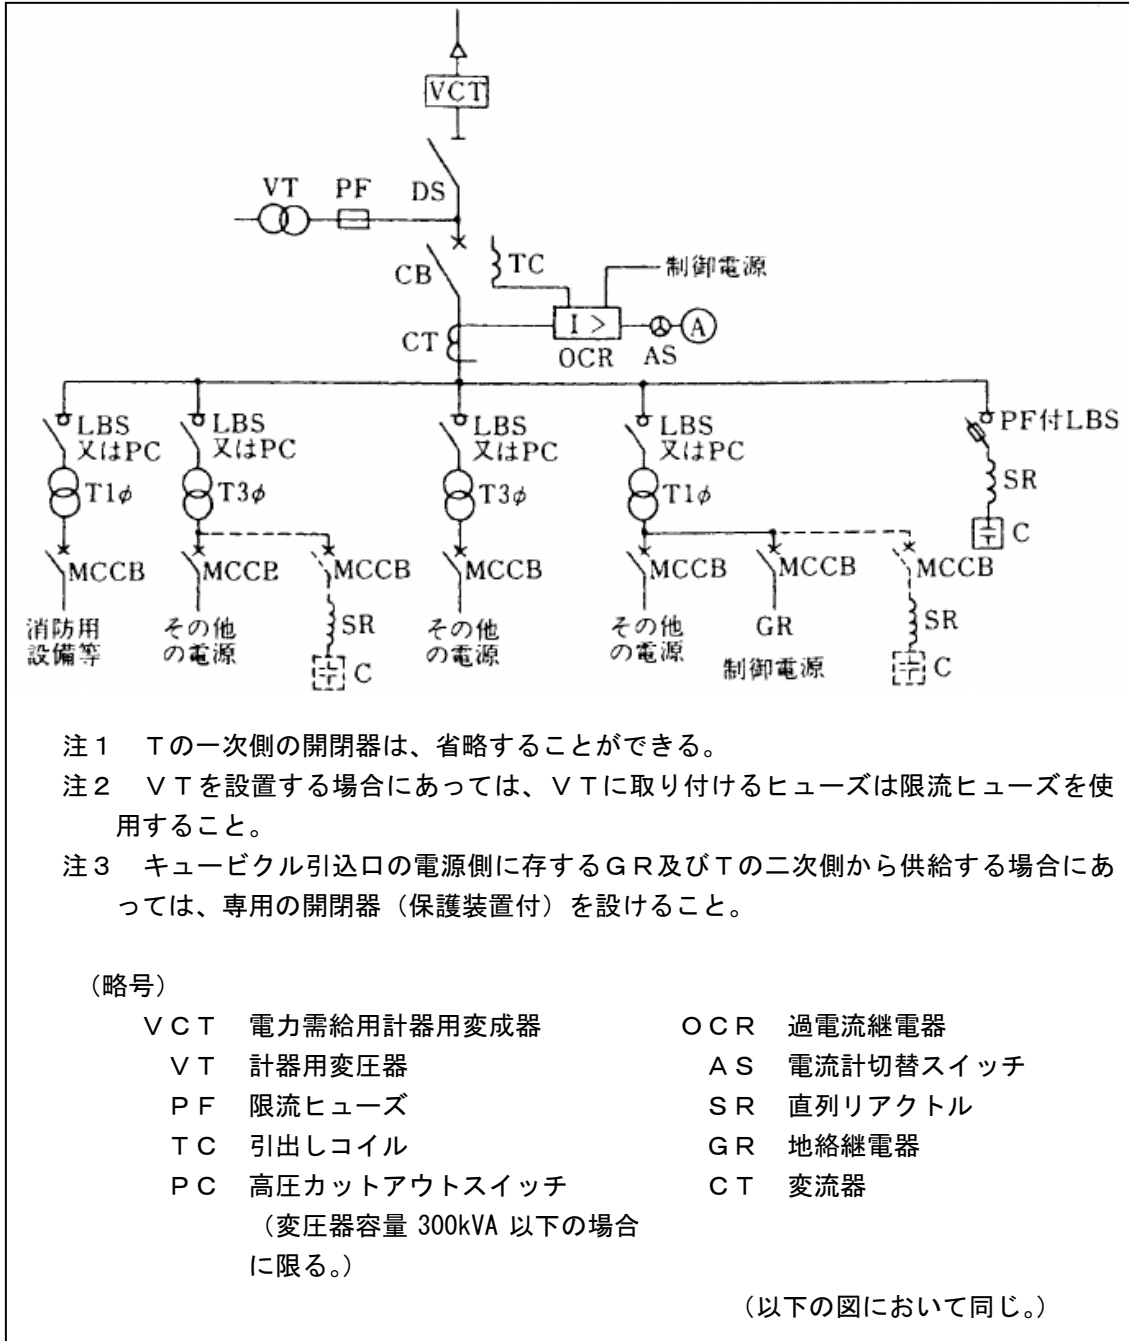 VCT
DS
VT PF
CB
TC
制御電源
CT
I >
OCR
AS
A
LBS
又はPC
LBS
又はPC
LBS
又はPC
LBS
又はPC
PF付LBS
T1φ
T3φ
T3φ
T1φ
SR
C
MCCB
MCCB
MCCB
MCCB
MCCB
MCCB
MCCB
消防用
設備等
その他
の電源
SR
C
その他
の電源
その他
の電源
GR
制御電源
SR
C
注1 Tの一次側の開閉器は、省略することができる。
注2 VTを設置する場合にあっては、VTに取り付けるヒューズは限流ヒューズを使
用すること。
注3 キュービクル引込口の電源側に存するGR及びTの二次側から供給する場合にあ
っては、専用の開閉器（保護装置付）を設けること。
（略号）
VCT 電力需給用計器用変成器 OCR 過電流継電器
VT 計器用変圧器 AS 電流計切替スイッチ
PF 限流ヒューズ SR 直列リアクトル
TC 引出しコイル GR 地絡継電器
PC 高圧カットアウトスイッチ CT 変流器
（変圧器容量 300kVA 以下の場合
に限る。）
（以下の図において同じ。）